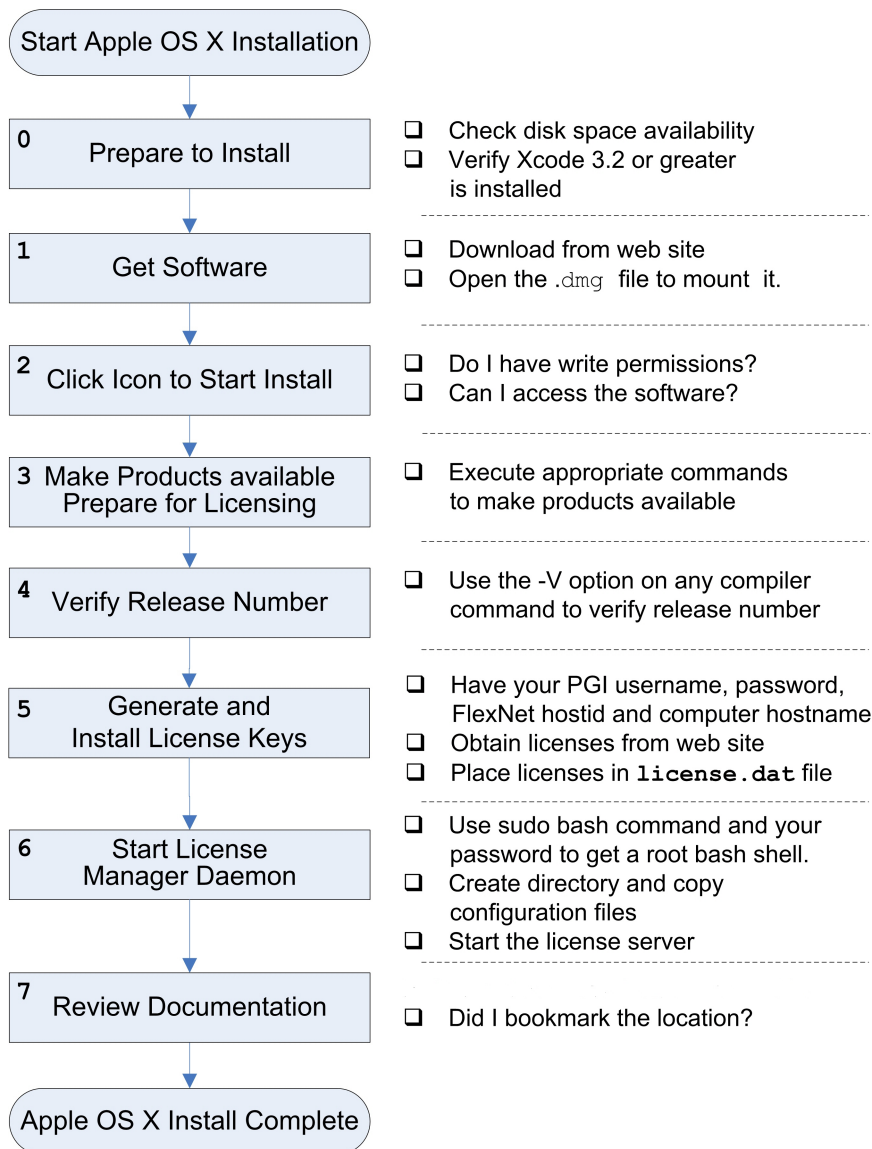 Start Apple OS X Installation
0
Prepare to Install
❑ Check disk space availability
❑ Verify Xcode 3.2 or greater
is installed
1
Get Software
❑ Download from web site
❑ Open the .dmg file to mount it.
2
Click Icon to Start Install
❑ Do I have write permissions?
❑ Can I access the software?
3 Make Products available
Prepare for Licensing
❑ Execute appropriate commands
to make products available
4
Verify Release Number
❑ Use the -V option on any compiler
command to verify release number
5
Generate and
Install License Keys
❑ Have your PGI username, password,
FlexNet hostid and computer hostname
❑ Obtain licenses from web site
❑ Place licenses in license.dat file
6
Start License
Manager Daemon
❑ Use sudo bash command and your
password to get a root bash shell.
❑ Create directory and copy
configuration files
❑ Start the license server
7
Review Documentation
❑ Did I bookmark the location?
Apple OS X Install Complete